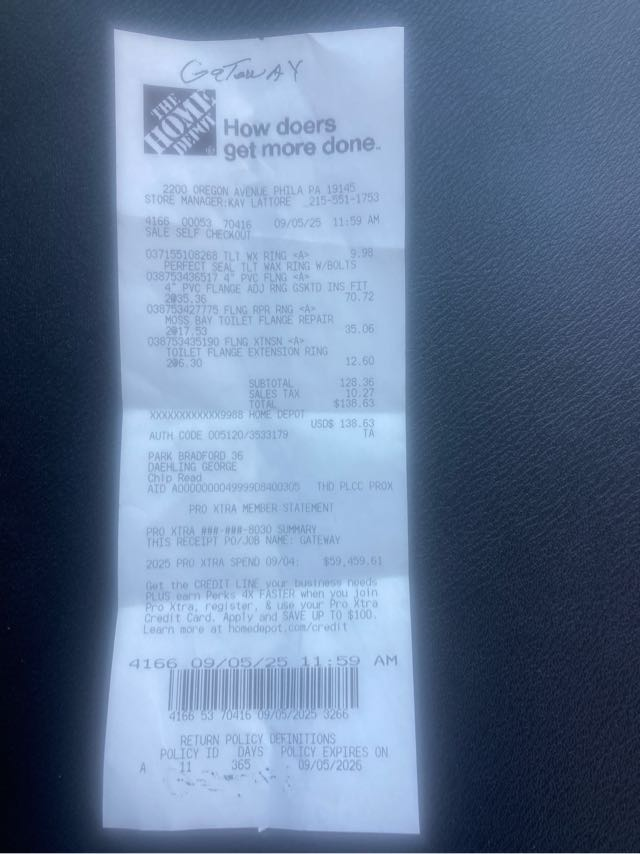 GaTewAY
THE HOME DEPOT
How doers
get more done.
2200 OREGON AVENUE PHILA PA 19145
STORE MANAGER:KAY LATTORE 215-551-1753
4166 00053 70416 09/05/25 11:59 AM
SALE SELF CHECKOUT
037155108268 TLT WX RING <A> 9.98
PERFECT SEAL TLT WAX RING W/BOLTS
038753436517 4" PVC FLNG <A>
4" PVC FLANGE ADJ RNG GSKTD INS FIT
2@35.36 70.72
038753427775 FLNG RPR RNG <A>
MOSS BAY TOILET FLANGE REPAIR
2@17.53 35.06
038753435190 FLNG XTNSN <A>
TOILET FLANGE EXTENSION RING
2@6.30 12.60
SUBTOTAL 128.36
SALES TAX 10.27
TOTAL $138.63
XXXXXXXXXXXX9988 HOME DEPOT
USD$ 138.63
AUTH CODE 005120/3533179 TA
PARK BRADFORD 36
DAEHLING GEORGE
Chip Read
AID A0000000049999D8400305 THD PLCC PROX
PRO XTRA MEMBER STATEMENT
PRO XTRA ###-###-8030 SUMMARY
THIS RECEIPT PO/JOB NAME: GATEWAY
2025 PRO XTRA SPEND 09/04: $59,459.61
Get the CREDIT LINE your business needs
PLUS earn Perks 4X FASTER when you join
Pro Xtra, register, & use your Pro Xtra
Credit Card. Apply and SAVE UP TO $100.
Learn more at homedepot.com/credit
4166 09/05/25 11:59 AM
4166 53 70416 09/05/2025 3266
RETURN POLICY DEFINITIONS
POLICY ID DAYS POLICY EXPIRES ON
A 11 365 09/05/2026